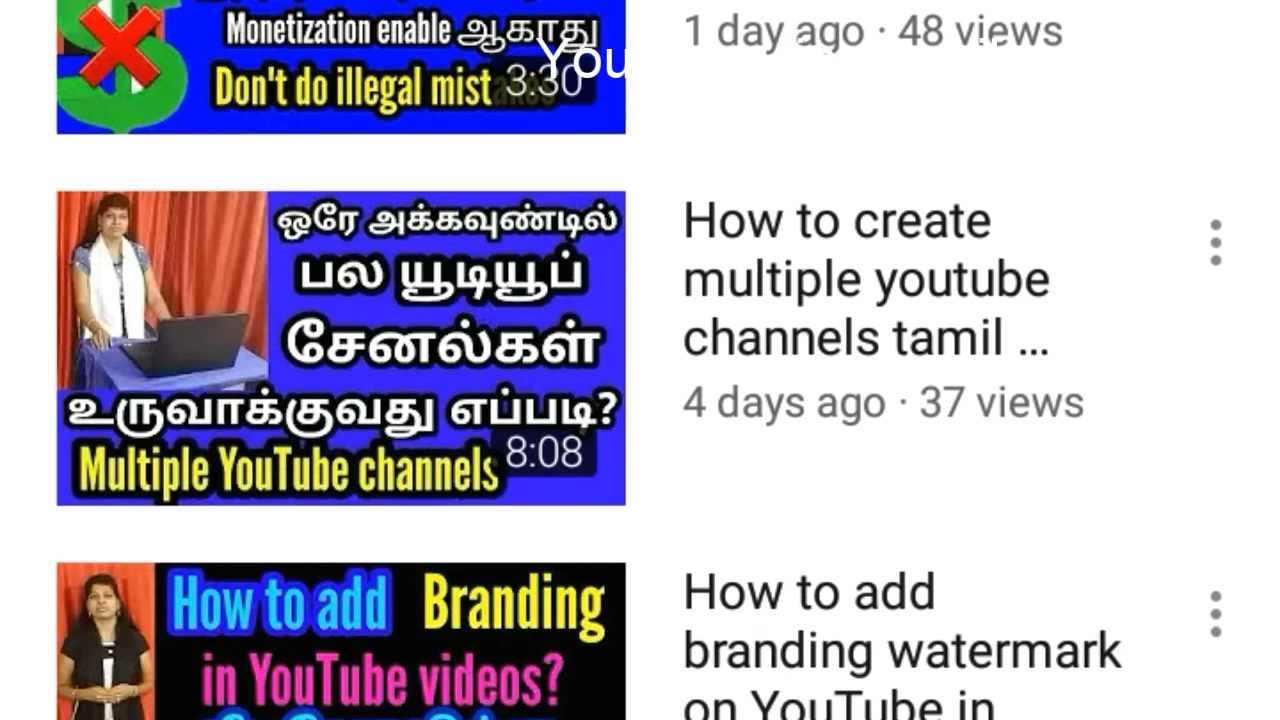 Monetization enable ஆகாது
Don't do illegal mist
3:30
You
1 day ago · 48 views
ஒரே அக்கவுண்டில்
பல யூடியூப்
சேனல்கள்
உருவாக்குவது எப்படி?
Multiple YouTube channels
8:08
How to create
multiple youtube
channels tamil ...
4 days ago · 37 views
How to add Branding
in YouTube videos?
How to add
branding watermark
on YouTube in